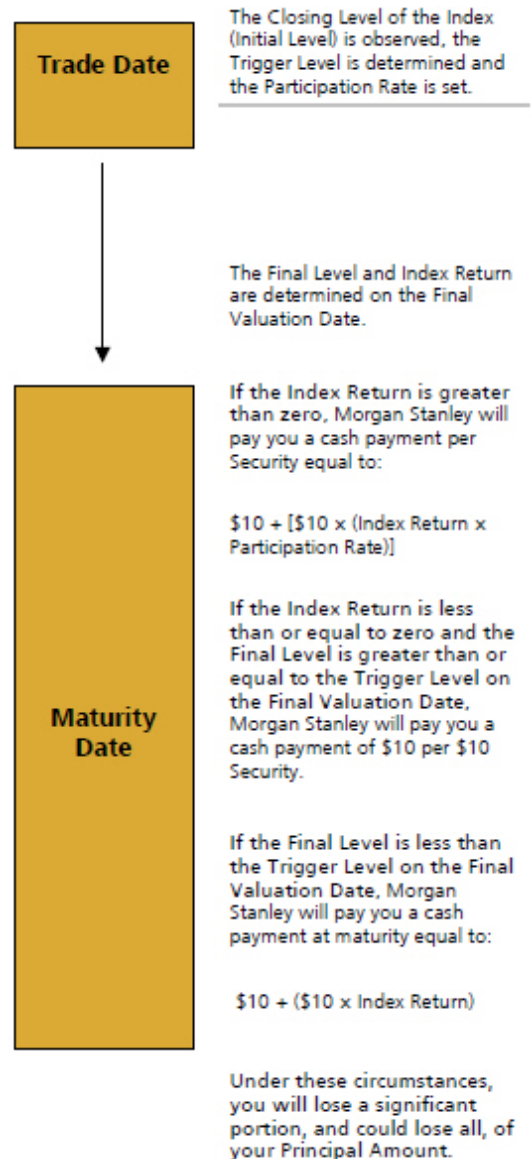 Trade Date
The Closing Level of the Index
(Initial Level) is observed, the
Trigger Level is determined and
the Participation Rate is set.
The Final Level and Index Return
are determined on the Final
Valuation Date.
Maturity
Date
If the Index Return is greater
than zero, Morgan Stanley will
pay you a cash payment per
Security equal to:
$10 + [$10 x (Index Return x
Participation Rate)]
If the Index Return is less
than or equal to zero and the
Final Level is greater than or
equal to the Trigger Level on
the Final Valuation Date,
Morgan Stanley will pay you a
cash payment of $10 per $10
Security.
If the Final Level is less than
the Trigger Level on the Final
Valuation Date, Morgan
Stanley will pay you a cash
payment at maturity equal to:
$10 + ($10 x Index Return)
Under these circumstances,
you will lose a significant
portion, and could lose all, of
your Principal Amount.